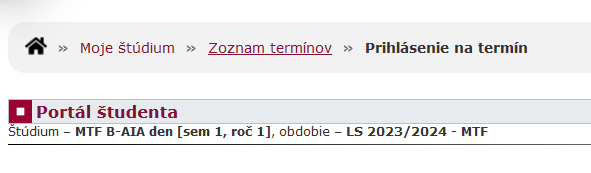 » Moje štúdium » Zoznam termínov » Prihlásenie na termín
Portál študenta
Štúdium – MTF B-AIA den [sem 1, roč 1], obdobie – LS 2023/2024 - MTF